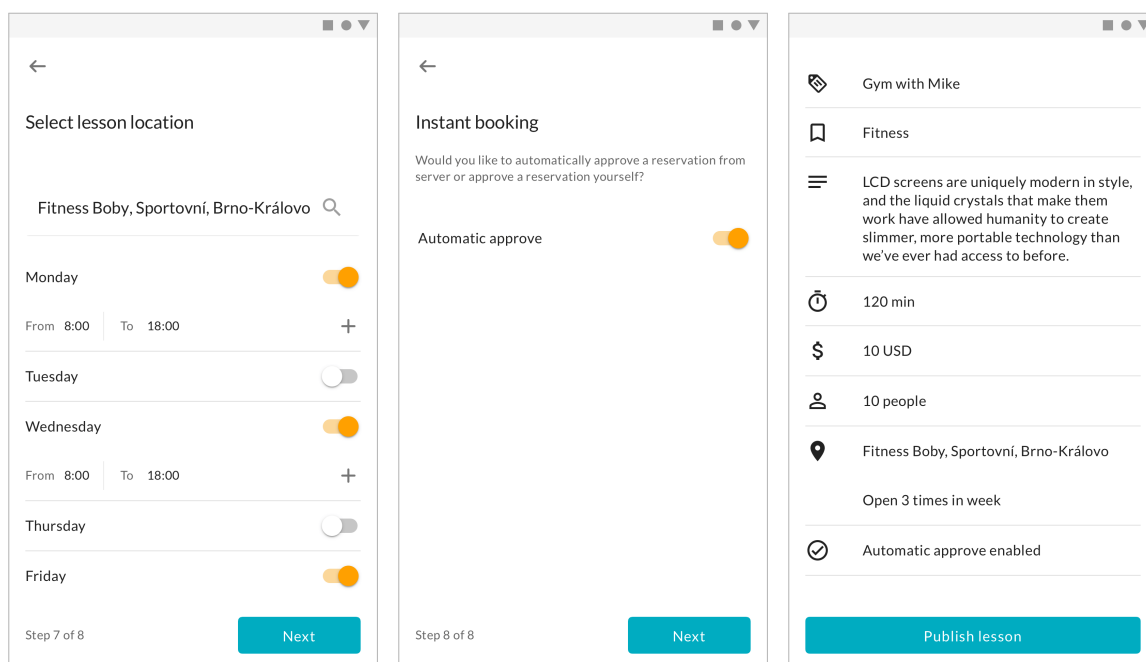 Select lesson location
Fitness Boby, Sportovní, Brno-Královo
Monday
From 8:00 To 18:00
Tuesday
Wednesday
From 8:00 To 18:00
Thursday
Friday
Step 7 of 8
Next
Instant booking
Would you like to automatically approve a reservation from
server or approve a reservation yourself?
Automatic approve
Step 8 of 8
Next
Gym with Mike
Fitness
LCD screens are uniquely modern in style,
and the liquid crystals that make them
work have allowed humanity to create
slimmer, more portable technology than
we've ever had access to before.
120 min
10 USD
10 people
Fitness Boby, Sportovní, Brno-Královo
Open 3 times in week
Automatic approve enabled
Publish lesson